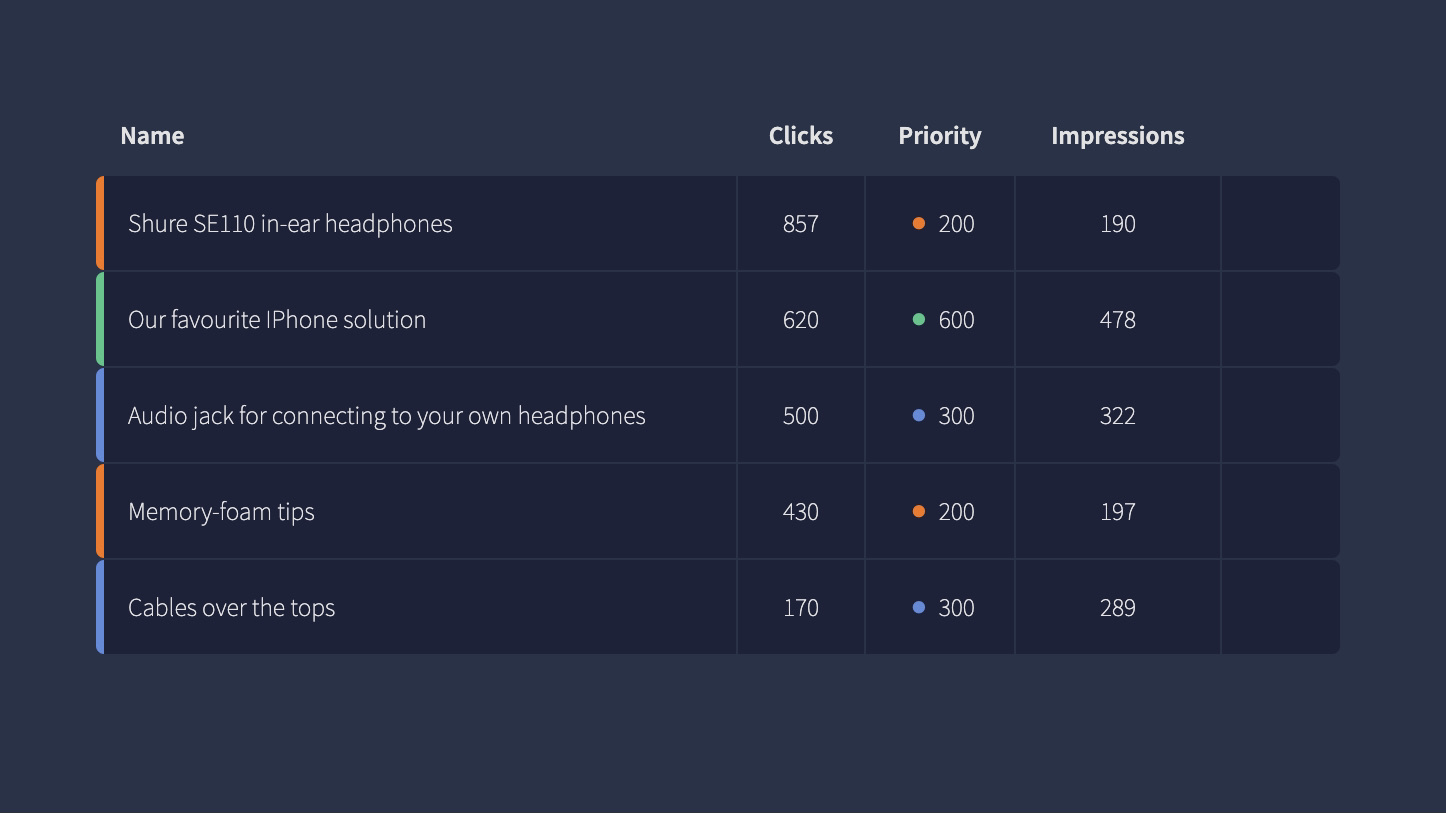 Name Clicks Priority Impressions
Shure SE110 in-ear headphones 857 200 190
Our favourite IPhone solution 620 600 478
Audio jack for connecting to your own headphones 500 300 322
Memory-foam tips 430 200 197
Cables over the tops 170 300 289